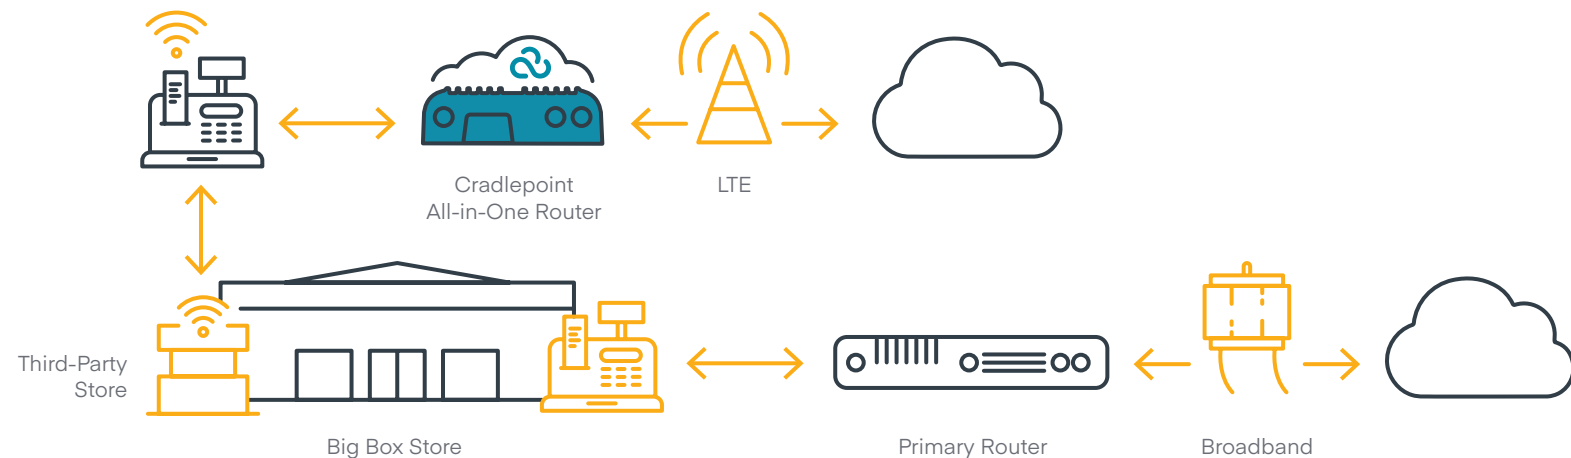 Cradlepoint
All-in-One Router
LTE
Third-Party
Store
Big Box Store
Primary Router
Broadband